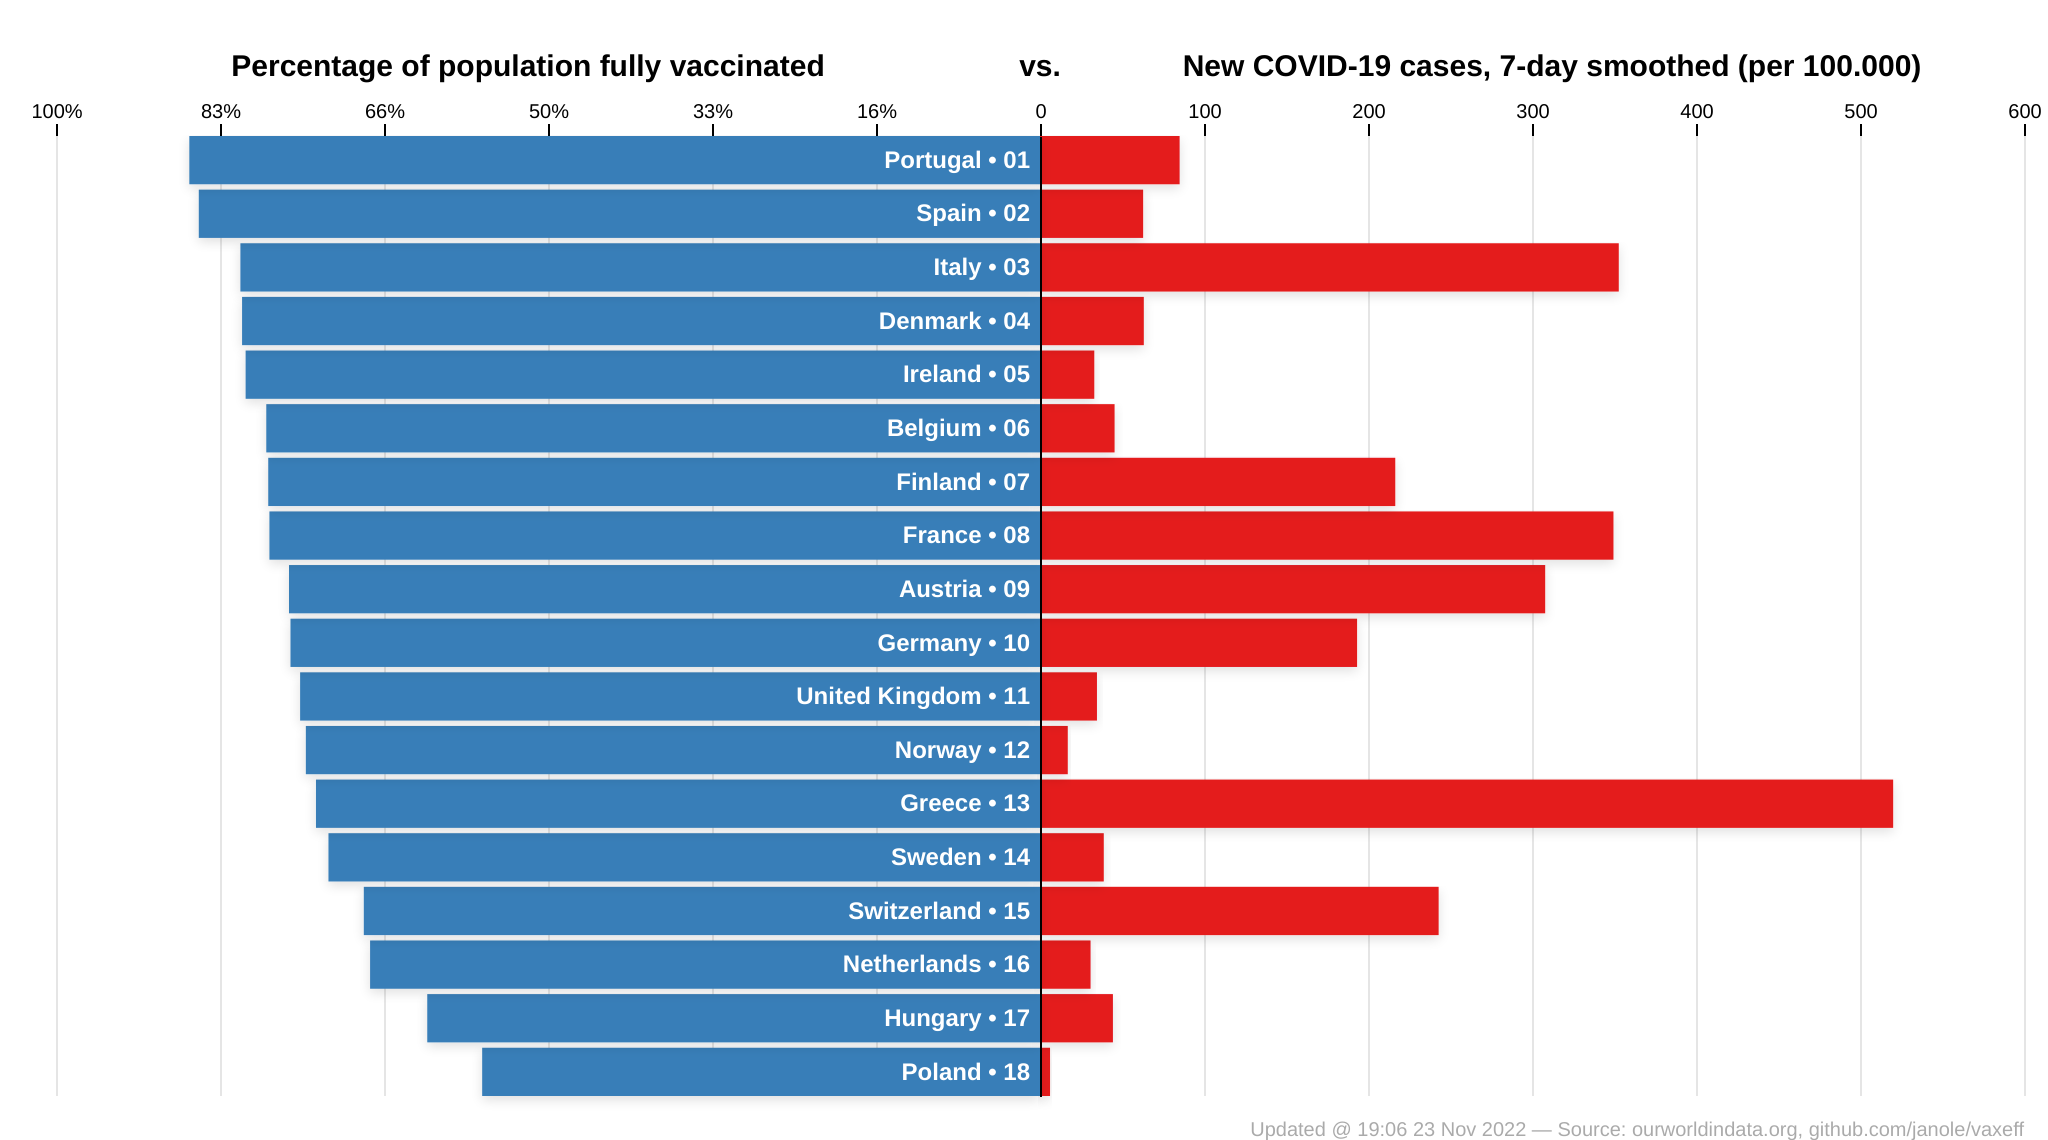 Percentage of population fully vaccinated vs. New COVID-19 cases, 7-day smoothed (per 100.000)
100% 83% 66% 50% 33% 16% 0 100 200 300 400 500 600
Portugal • 01
Spain • 02
Italy • 03
Denmark • 04
Ireland • 05
Belgium • 06
Finland • 07
France • 08
Austria • 09
Germany • 10
United Kingdom • 11
Norway • 12
Greece • 13
Sweden • 14
Switzerland • 15
Netherlands • 16
Hungary • 17
Poland • 18
Updated @ 19:06 23 Nov 2022 — Source: ourworldindata.org, github.com/janole/vaxeff